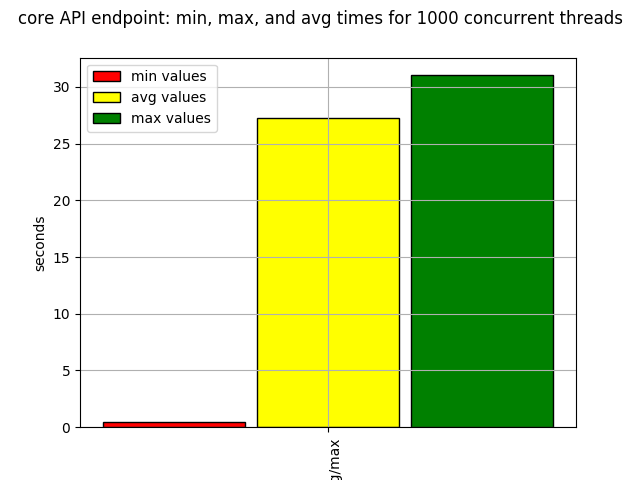 core API endpoint: min, max, and avg times for 1000 concurrent threads
min values
avg values
max values
30
25
20
15
10
5
0
seconds
g/max